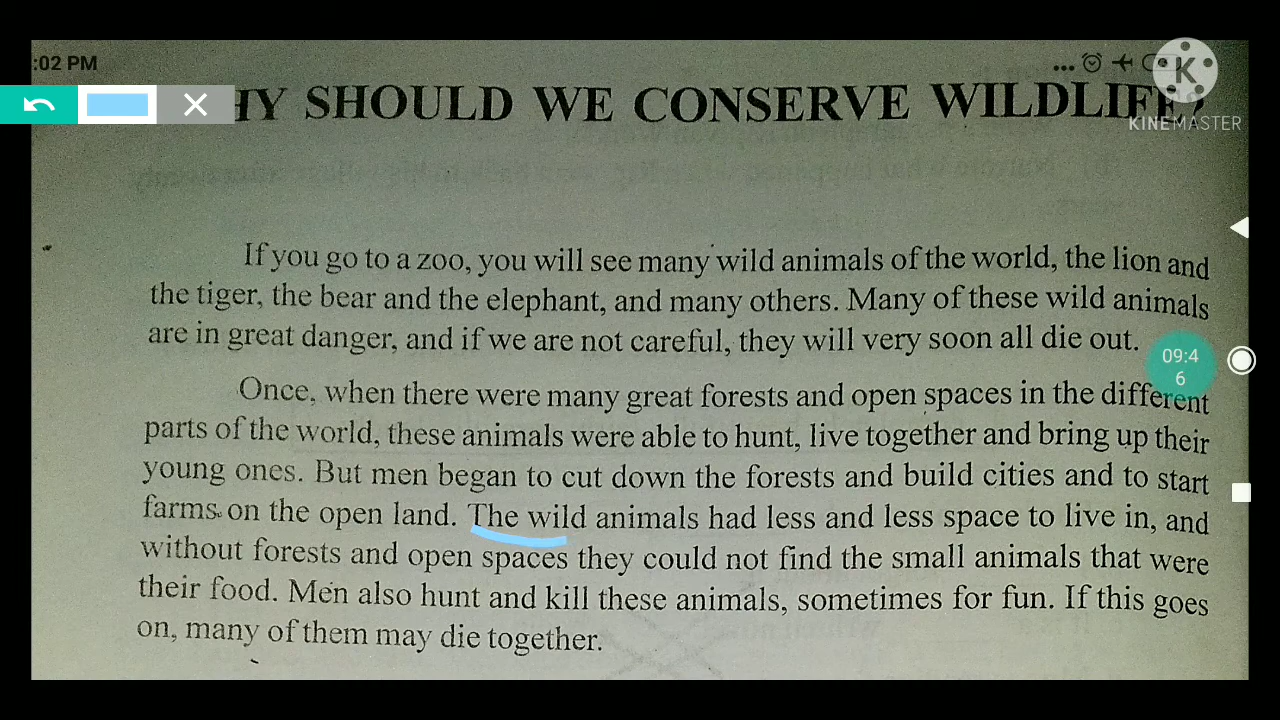 :02 PM
HY SHOULD WE CONSERVE WILDLIFE?
KINEMASTER
If you go to a zoo, you will see many wild animals of the world, the lion and
the tiger, the bear and the elephant, and many others. Many of these wild animals
are in great danger, and if we are not careful, they will very soon all die out.
09:4
6
Once, when there were many great forests and open spaces in the different
parts of the world, these animals were able to hunt, live together and bring up their
young ones. But men began to cut down the forests and build cities and to start
farms on the open land. The wild animals had less and less space to live in, and
without forests and open spaces they could not find the small animals that were
their food. Men also hunt and kill these animals, sometimes for fun. If this goes
on, many of them may die together.